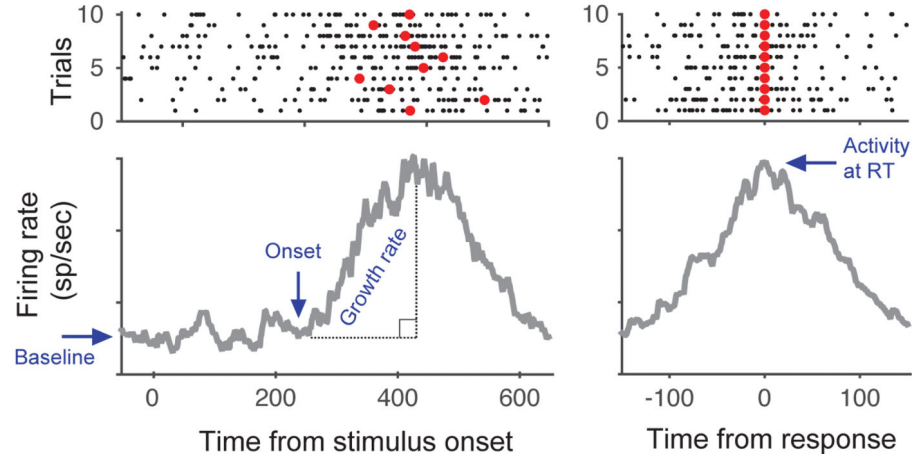 10
5
0
Trials
10
5
0
Firing rate
(sp/sec)
Onset
Growth rate
Baseline
Activity
at RT
0 200 400 600
-100 0 100
Time from stimulus onset
Time from response